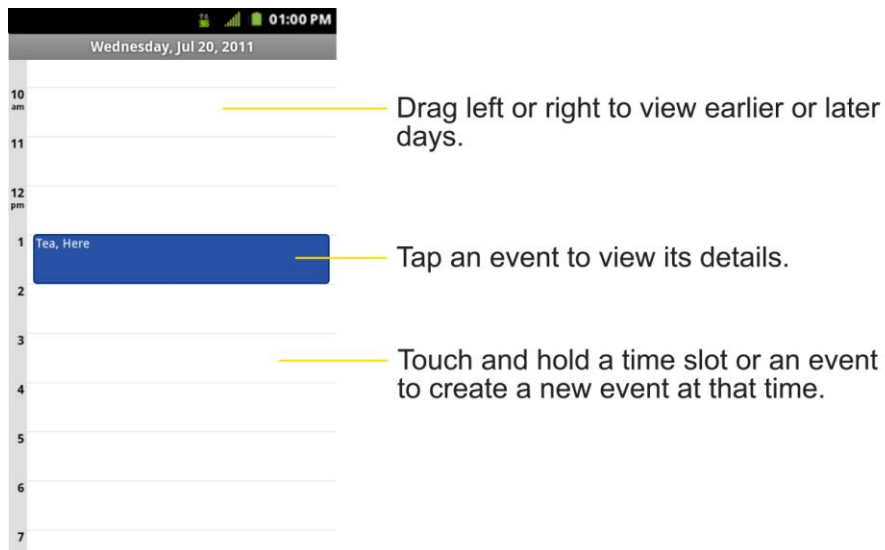 01:00 PM
Wednesday, Jul 20, 2011
10
am
Drag left or right to view earlier or later
days.
11
12
pm
1
Tea, Here
Tap an event to view its details.
2
3
Touch and hold a time slot or an event
to create a new event at that time.
4
5
6
7